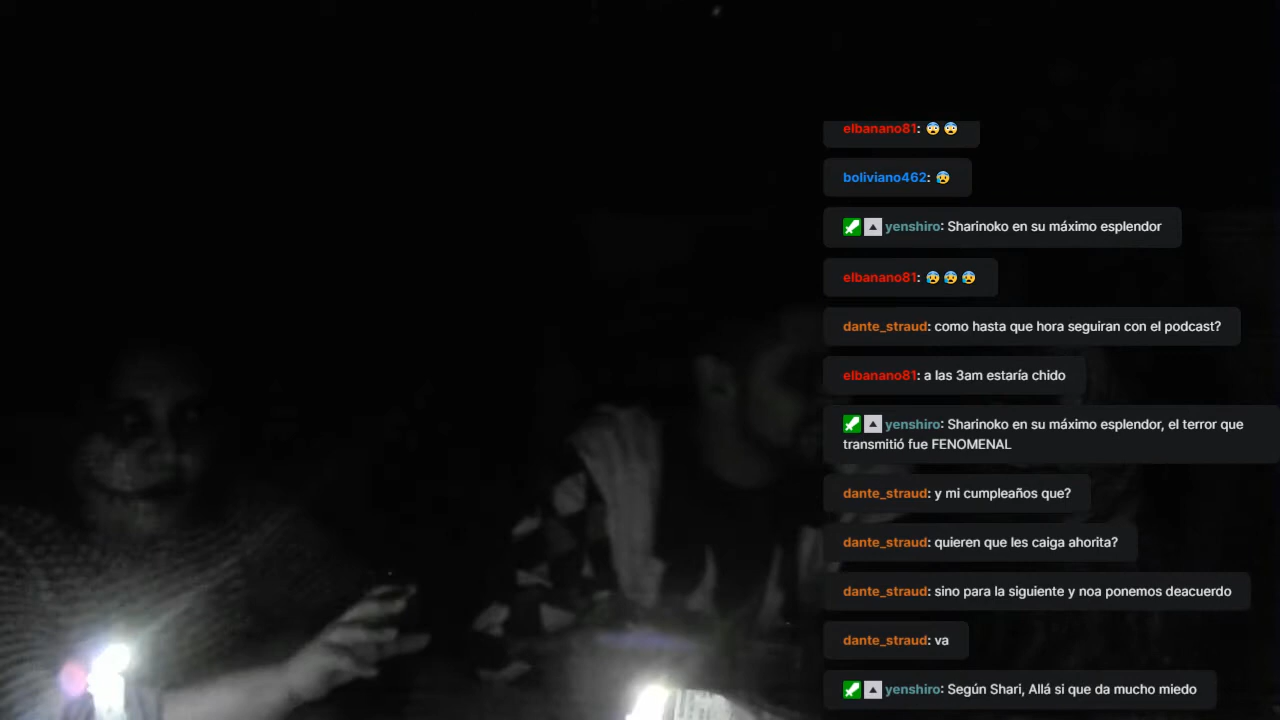 elbanano81: 😨 😨
boliviano462: 😰
yenshiro: Sharinoko en su máximo esplendor
elbanano81: 😰 😰 😰
dante_straud: como hasta que hora seguiran con el podcast?
elbanano81: a las 3am estaría chido
yenshiro: Sharinoko en su máximo esplendor, el terror que
transmitió fue FENOMENAL
dante_straud: y mi cumpleaños que?
dante_straud: quieren que les caiga ahorita?
dante_straud: sino para la siguiente y noa ponemos deacuerdo
dante_straud: va
yenshiro: Según Shari, Allá si que da mucho miedo